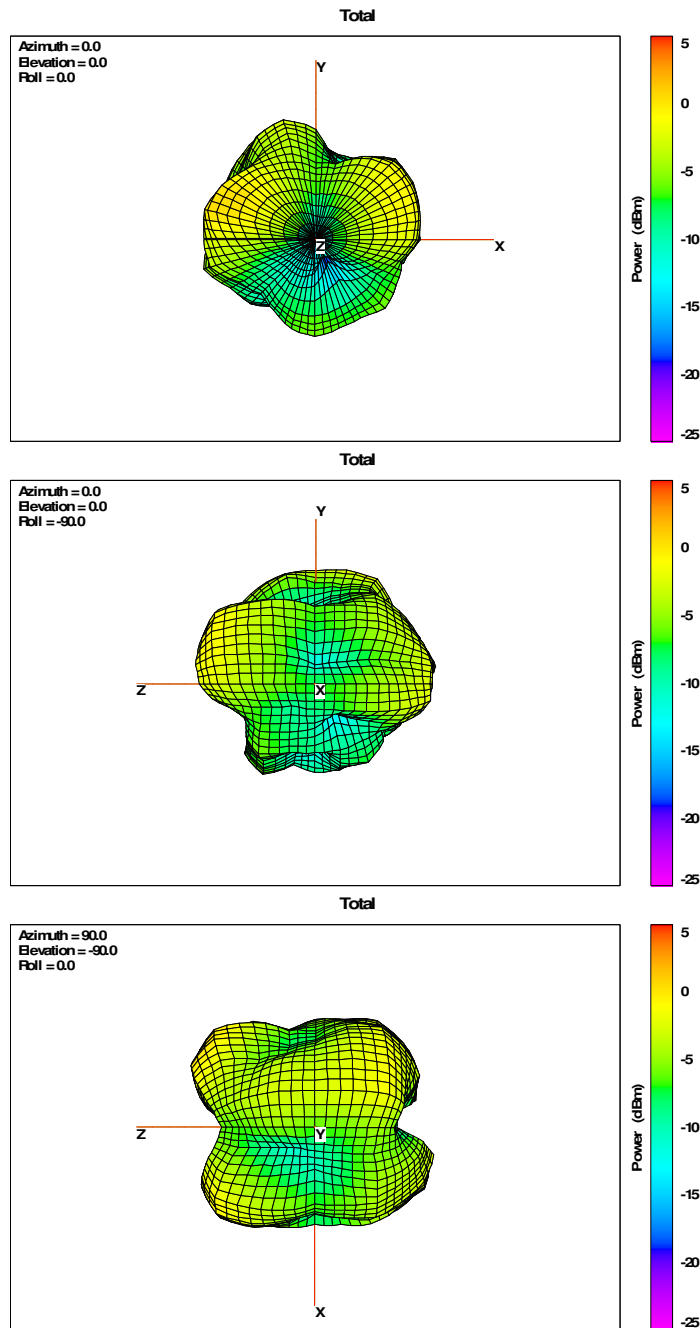 Total
Azimuth = 0.0
Elevation = 0.0
Roll = 0.0
Y
Z
X
5
0
-5
-10
-15
-20
-25
Power (dBm)
Total
Azimuth = 0.0
Elevation = 0.0
Roll = -90.0
Y
Z
X
5
0
-5
-10
-15
-20
-25
Power (dBm)
Total
Azimuth = 90.0
Elevation = -90.0
Roll = 0.0
Z
Y
X
5
0
-5
-10
-15
-20
-25
Power (dBm)